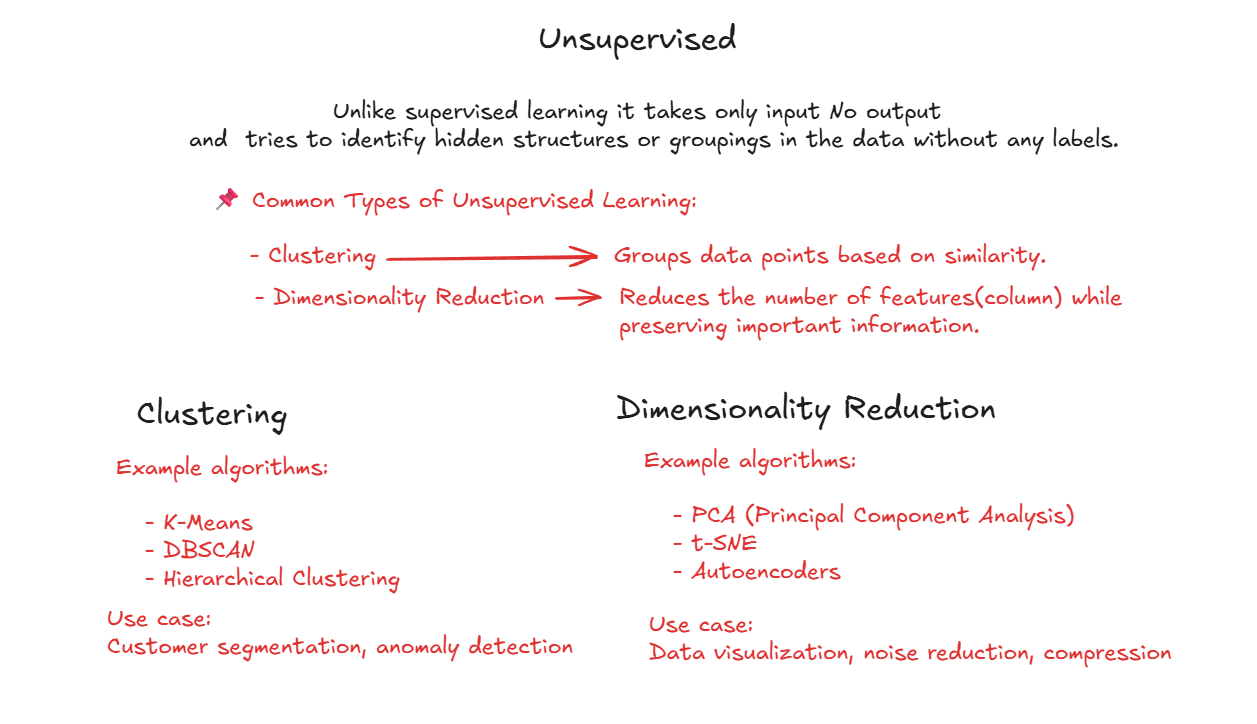 Unsupervised
Unlike supervised learning it takes only input No output
and tries to identify hidden structures or groupings in the data without any labels.
📌 Common Types of Unsupervised Learning:
- Clustering
Groups data points based on similarity.
- Dimensionality Reduction
Reduces the number of features(column) while
preserving important information.
Clustering
Example algorithms:
- K-Means
- DBSCAN
- Hierarchical Clustering
Use case:
Customer segmentation, anomaly detection
Dimensionality Reduction
Example algorithms:
- PCA (Principal Component Analysis)
- t-SNE
- Autoencoders
Use case:
Data visualization, noise reduction, compression